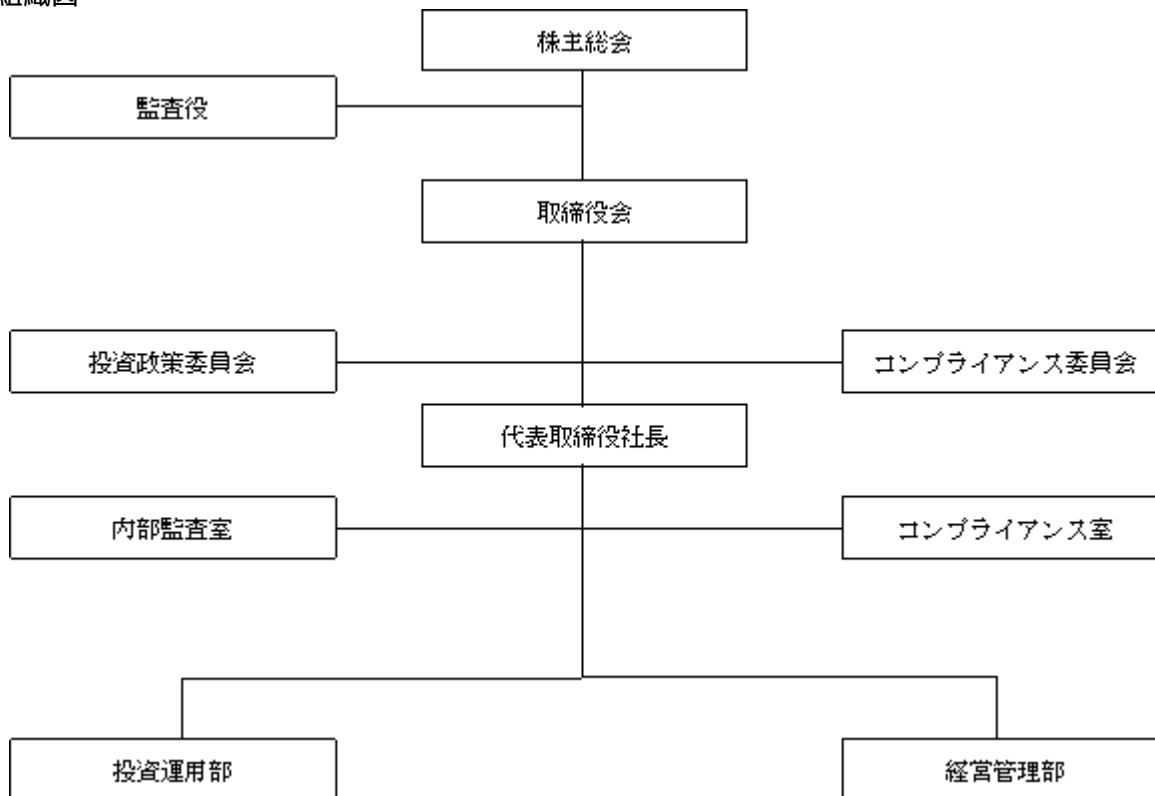 組織図
株主総会
監査役
取締役会
投資政策委員会
コンプライアンス委員会
代表取締役社長
内部監査室
コンプライアンス室
投資運用部
経営管理部